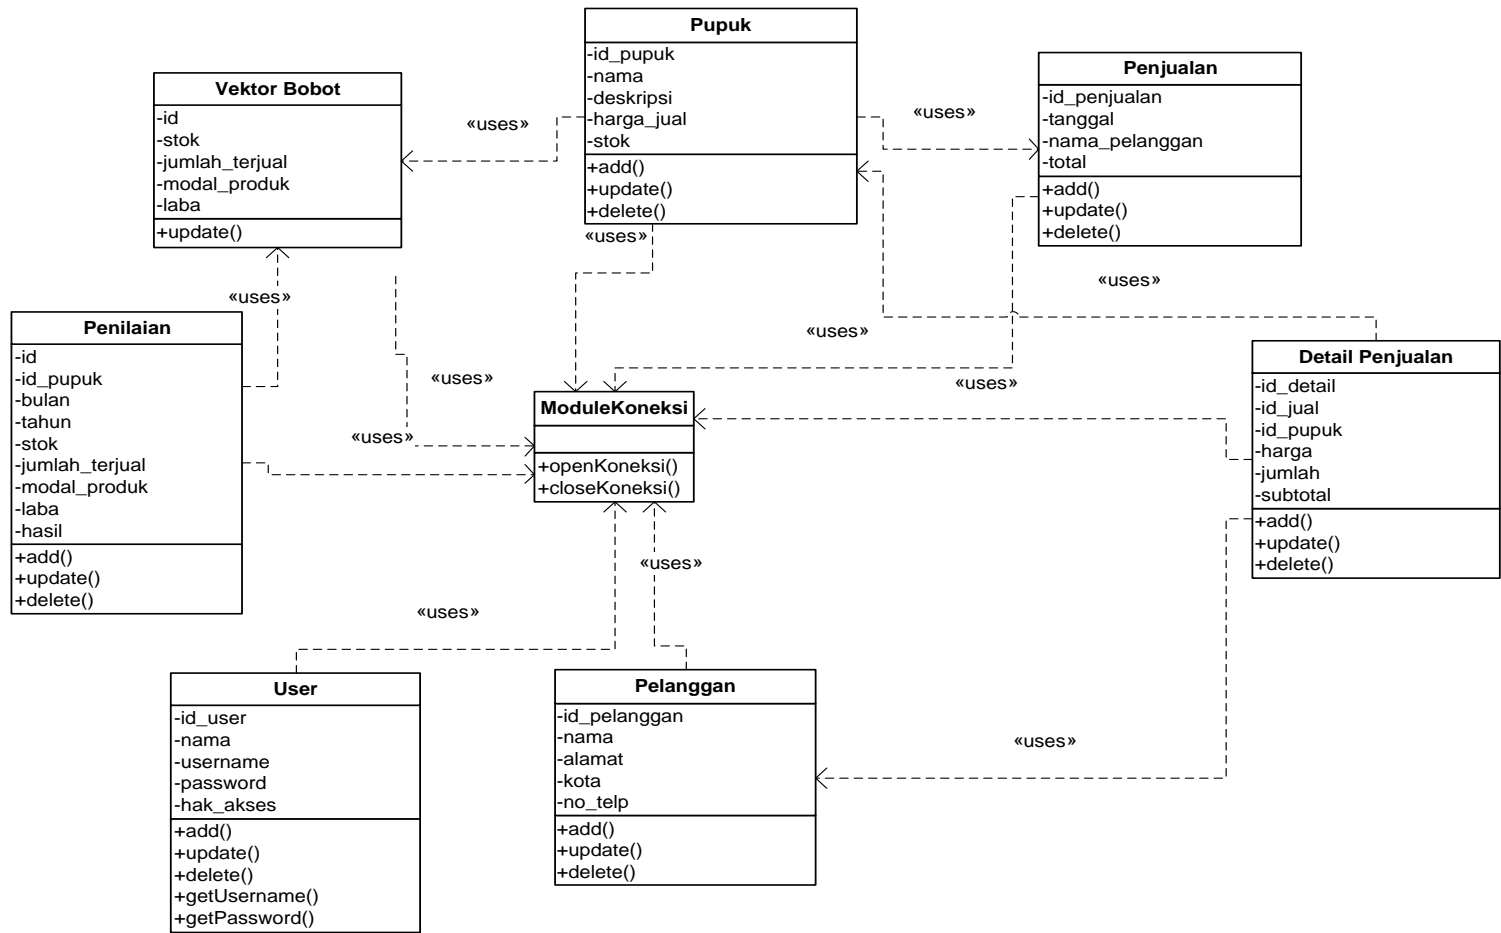 Pupuk
-id_pupuk
-nama
-deskripsi
-harga_jual
-stok
+add()
+update()
+delete()
Penjualan
-id_penjualan
-tanggal
-nama_pelanggan
-total
+add()
+update()
+delete()
Vektor Bobot
-id
-stok
-jumlah_terjual
-modal_produk
-laba
+update()
«uses»
«uses»
«uses»
«uses»
«uses»
«uses»
«uses»
«uses»
«uses»
Penilaian
-id
-id_pupuk
-bulan
-tahun
-stok
-jumlah_terjual
-modal_produk
-laba
-hasil
+add()
+update()
+delete()
ModuleKoneksi
+openKoneksi()
+closeKoneksi()
Detail Penjualan
-id_detail
-id_jual
-id_pupuk
-harga
-jumlah
-subtotal
+add()
+update()
+delete()
«uses»
«uses»
«uses»
User
-id_user
-nama
-username
-password
-hak_akses
+add()
+update()
+delete()
+getUsername()
+getPassword()
Pelanggan
-id_pelanggan
-nama
-alamat
-kota
-no_telp
+add()
+update()
+delete()